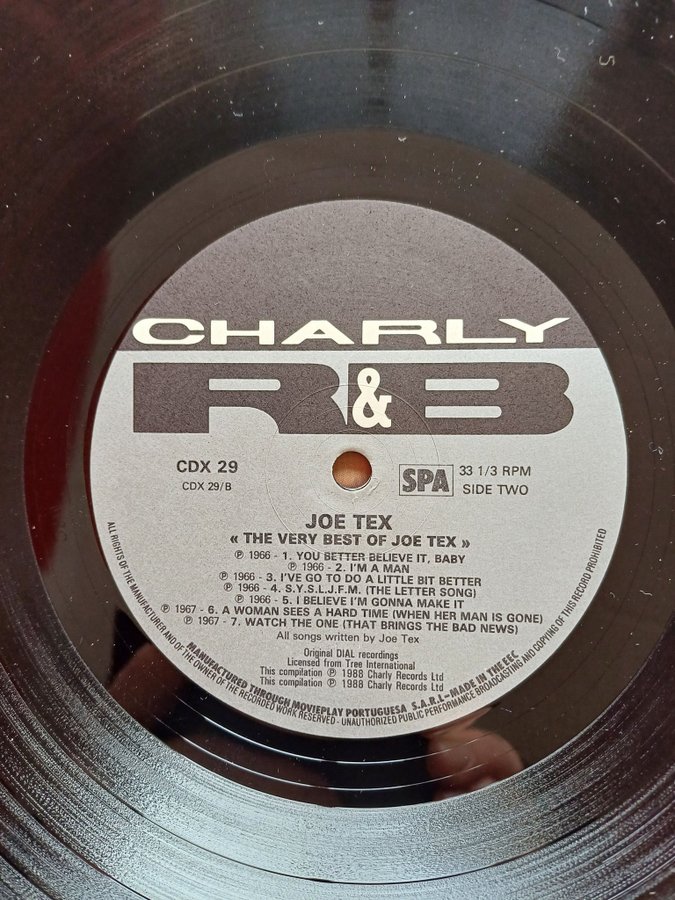 CHARLY
R&B
CDX 29
CDX 29/B
SPA
33 1/3 RPM
SIDE TWO
JOE TEX
« THE VERY BEST OF JOE TEX »
℗ 1966 - 1. YOU BETTER BELIEVE IT, BABY
℗ 1966 - 2. I'M A MAN
℗ 1966 - 3. I'VE GO TO DO A LITTLE BIT BETTER
℗ 1966 - 4. S.Y.S.L.J.F.M. (THE LETTER SONG)
℗ 1966 - 5. I BELIEVE I'M GONNA MAKE IT
℗ 1967 - 6. A WOMAN SEES A HARD TIME (WHEN HER MAN IS GONE)
℗ 1967 - 7. WATCH THE ONE (THAT BRINGS THE BAD NEWS)
All songs written by Joe Tex
Original DIAL recordings
Licensed from Tree International
This compilation ℗ 1988 Charly Records Ltd
This compilation ℗ 1988 Charly Records Ltd
MANUFACTURED THROUGH MOVIEPLAY PORTUGUESA S.A.R.L-MADE IN THE EEC
ALL RIGHTS OF THE MANUFACTURER AND OF THE OWNER OF THE RECORDED WORK RESERVED - UNAUTHORIZED PUBLIC PERFORMANCE BROADCASTING AND COPYING OF THIS RECORD PROHIBITED